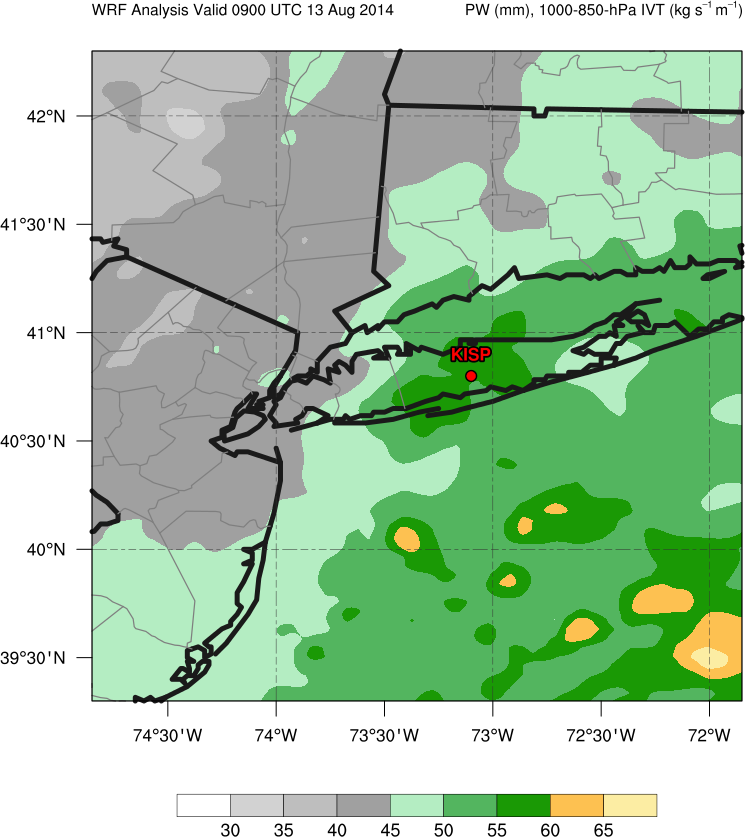 WRF Analysis Valid 0900 UTC 13 Aug 2014 PW (mm), 1000-850-hPa IVT (kg s⁻¹ m⁻¹)
42°N
41°30'N
41°N
KISP
40°30'N
40°N
39°30'N
74°30'W 74°W 73°30'W 73°W 72°30'W 72°W
30 35 40 45 50 55 60 65